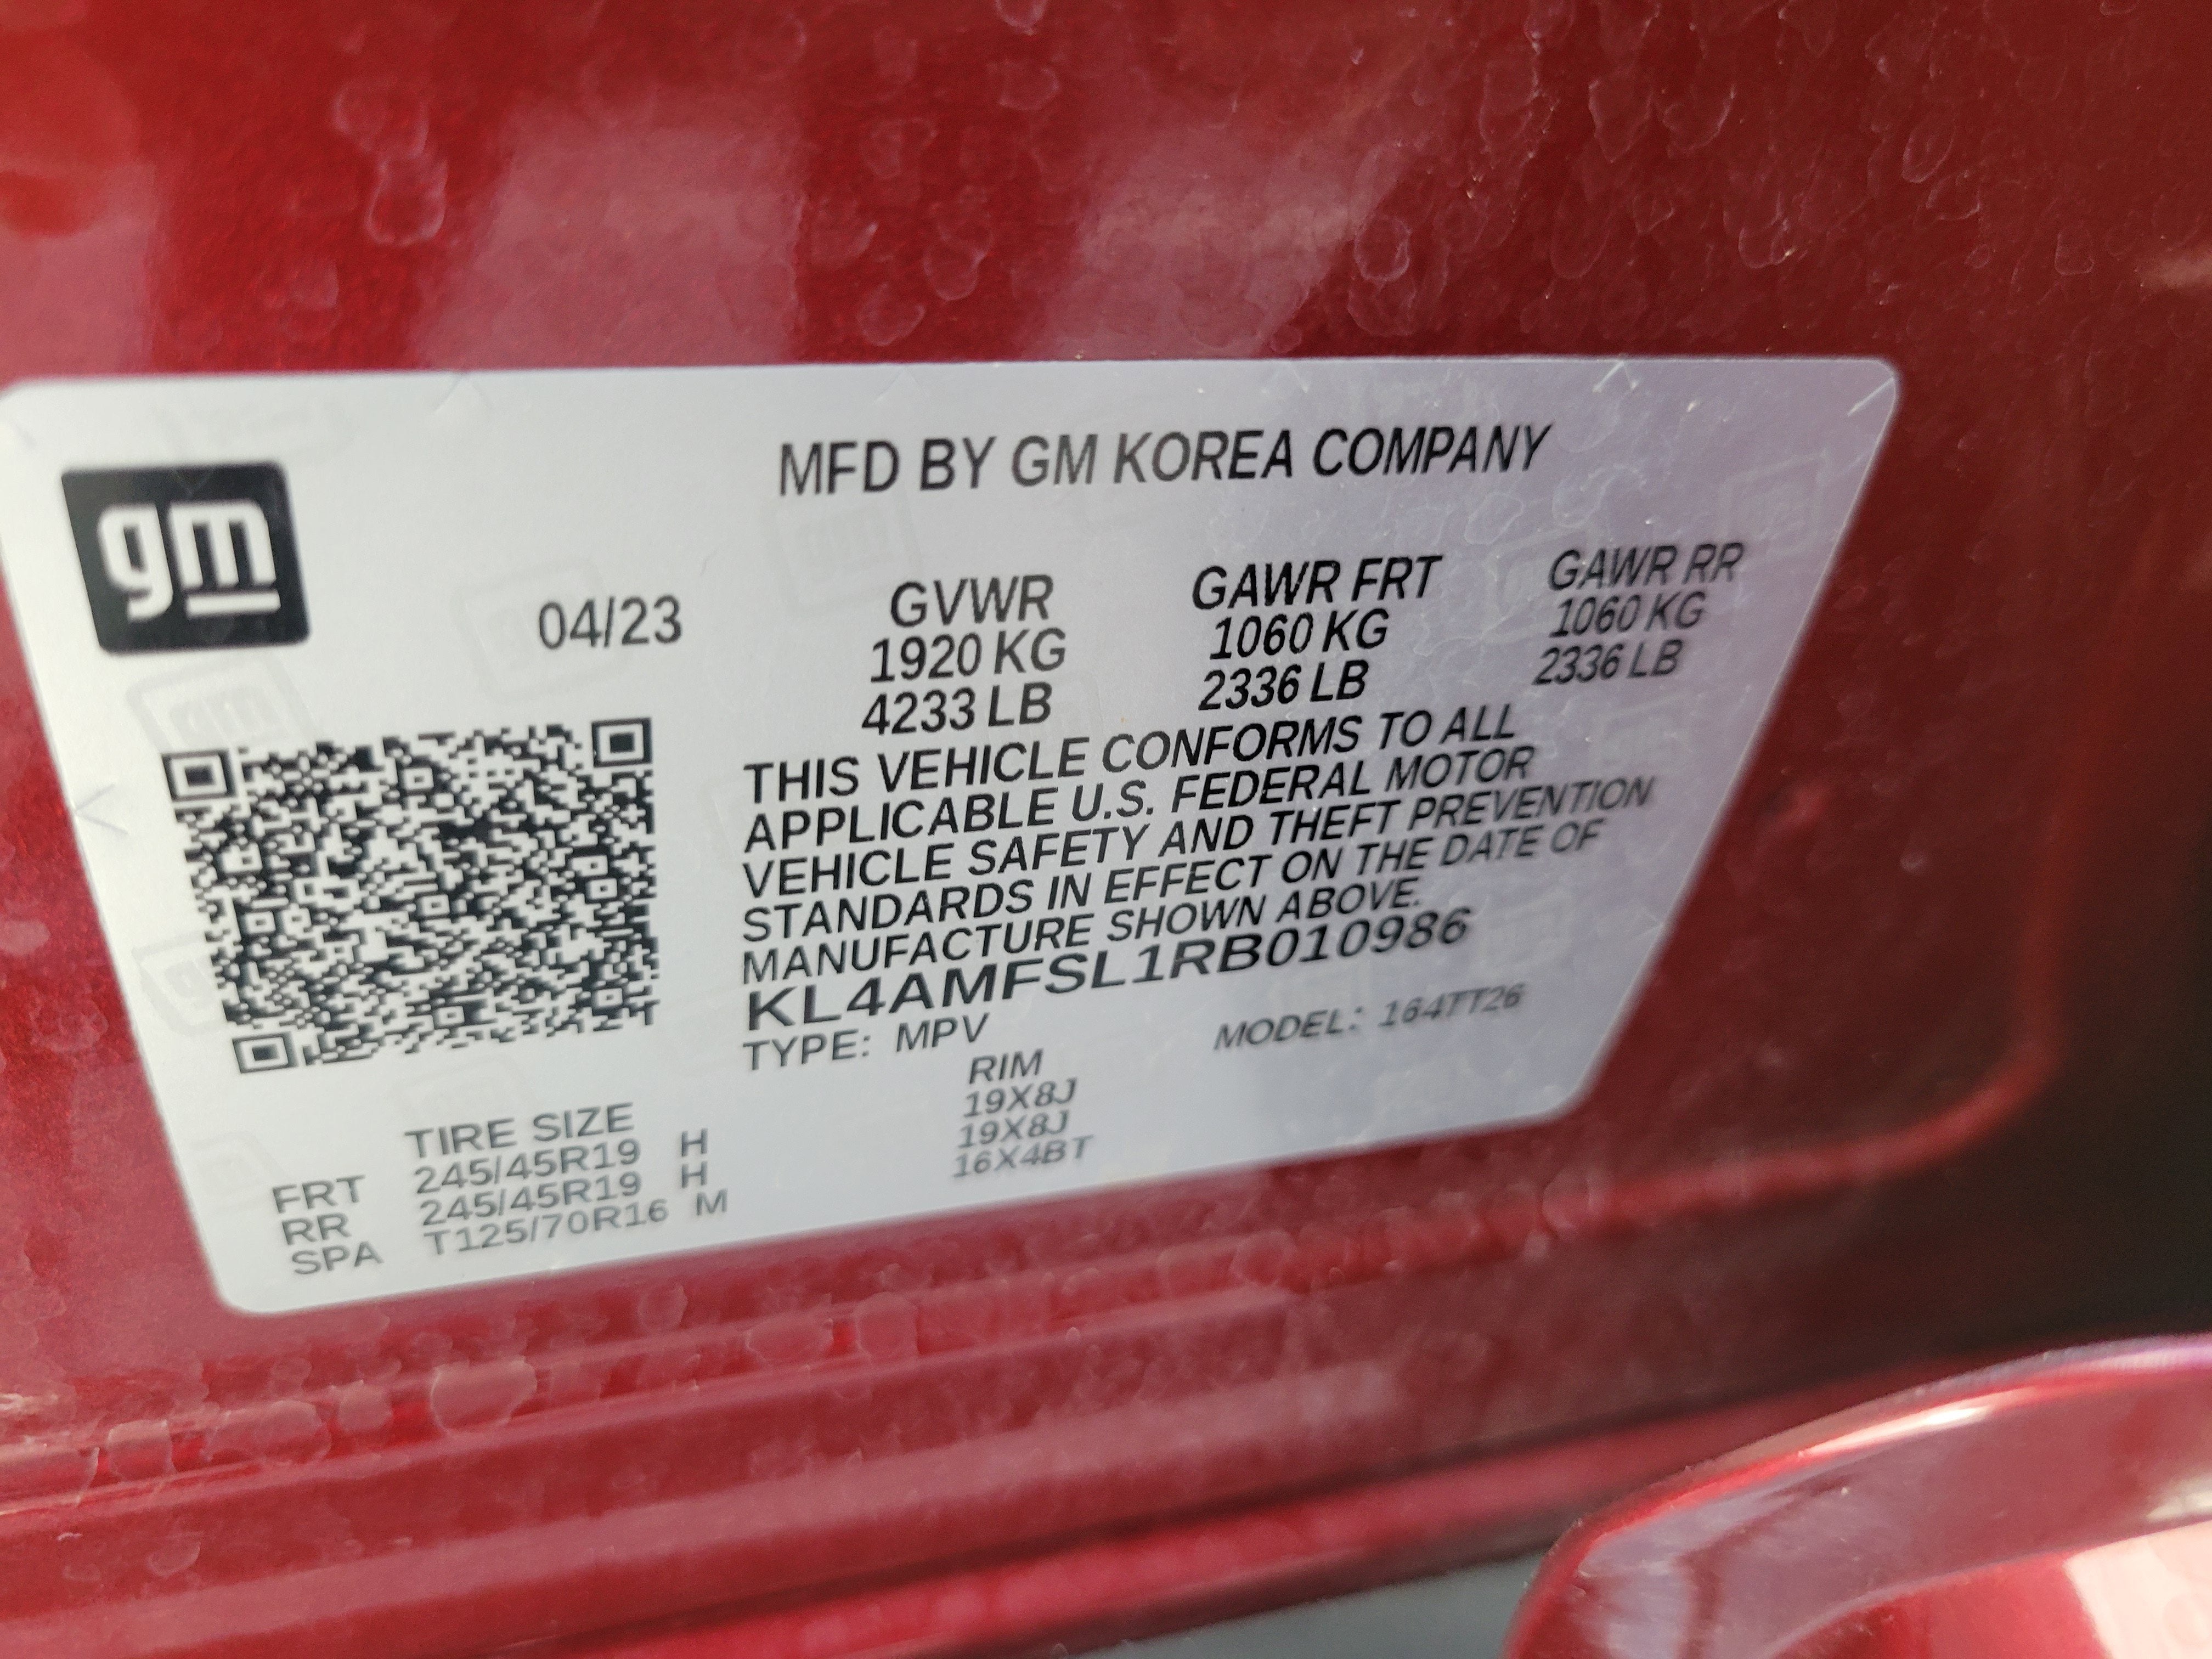 gm
MFD BY GM KOREA COMPANY
04/23 GVWR GAWR FRT GAWR RR
1920 KG 1060 KG 1060 KG
4233 LB 2336 LB 2336 LB
THIS VEHICLE CONFORMS TO ALL
APPLICABLE U.S. FEDERAL MOTOR
VEHICLE SAFETY AND THEFT PREVENTION
STANDARDS IN EFFECT ON THE DATE OF
MANUFACTURE SHOWN ABOVE.
KL4AMFSL1RB010986
TYPE: MPV MODEL: 164TT26
TIRE SIZE RIM
FRT 245/45R19 H 19X8J
RR 245/45R19 H 19X8J
SPA T125/70R16 M 16X4BT